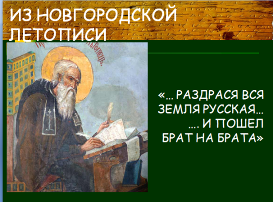 ИЗ НОВГОРОДСКОЙ
ЛЕТОПИСИ
«... РАЗДРАСЯ ВСЯ
ЗЕМЛЯ РУССКАЯ...
.... И ПОШЕЛ
БРАТ НА БРАТА»